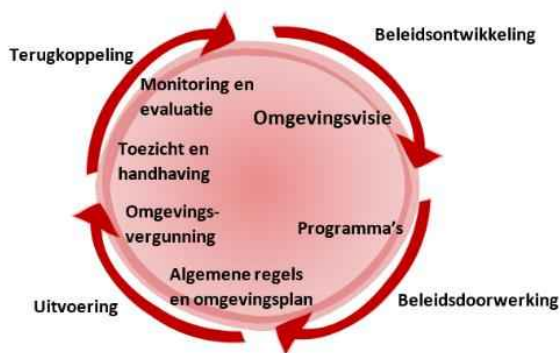 Terugkoppeling
Beleidsontwikkeling
Monitoring en
evaluatie
Omgevingsvisie
Toezicht en
handhaving
Omgevings-
vergunning
Programma's
Algemene regels
en omgevingsplan
Uitvoering
Beleidsdoorwerking